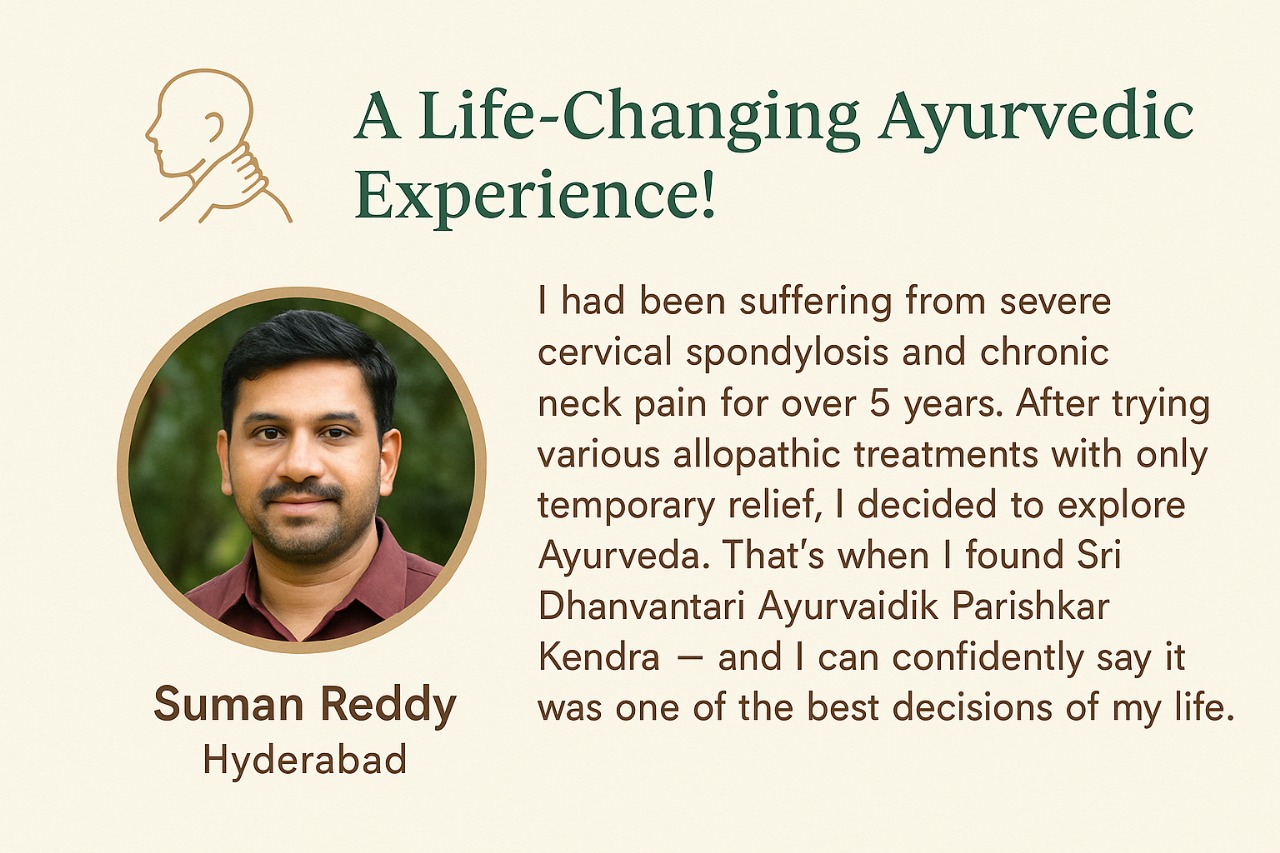 A Life-Changing Ayurvedic
Experience!
I had been suffering from severe
cervical spondylosis and chronic
neck pain for over 5 years. After trying
various allopathic treatments with only
temporary relief, I decided to explore
Ayurveda. That’s when I found Sri
Dhanvantari Ayurvaidik Parishkar
Kendra — and I can confidently say it
was one of the best decisions of my life.
Suman Reddy
Hyderabad